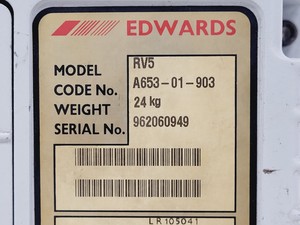 EDWARDS
MODEL RV5
CODE No. A653-01-903
WEIGHT 24 kg
SERIAL No. 962060949
LR105041